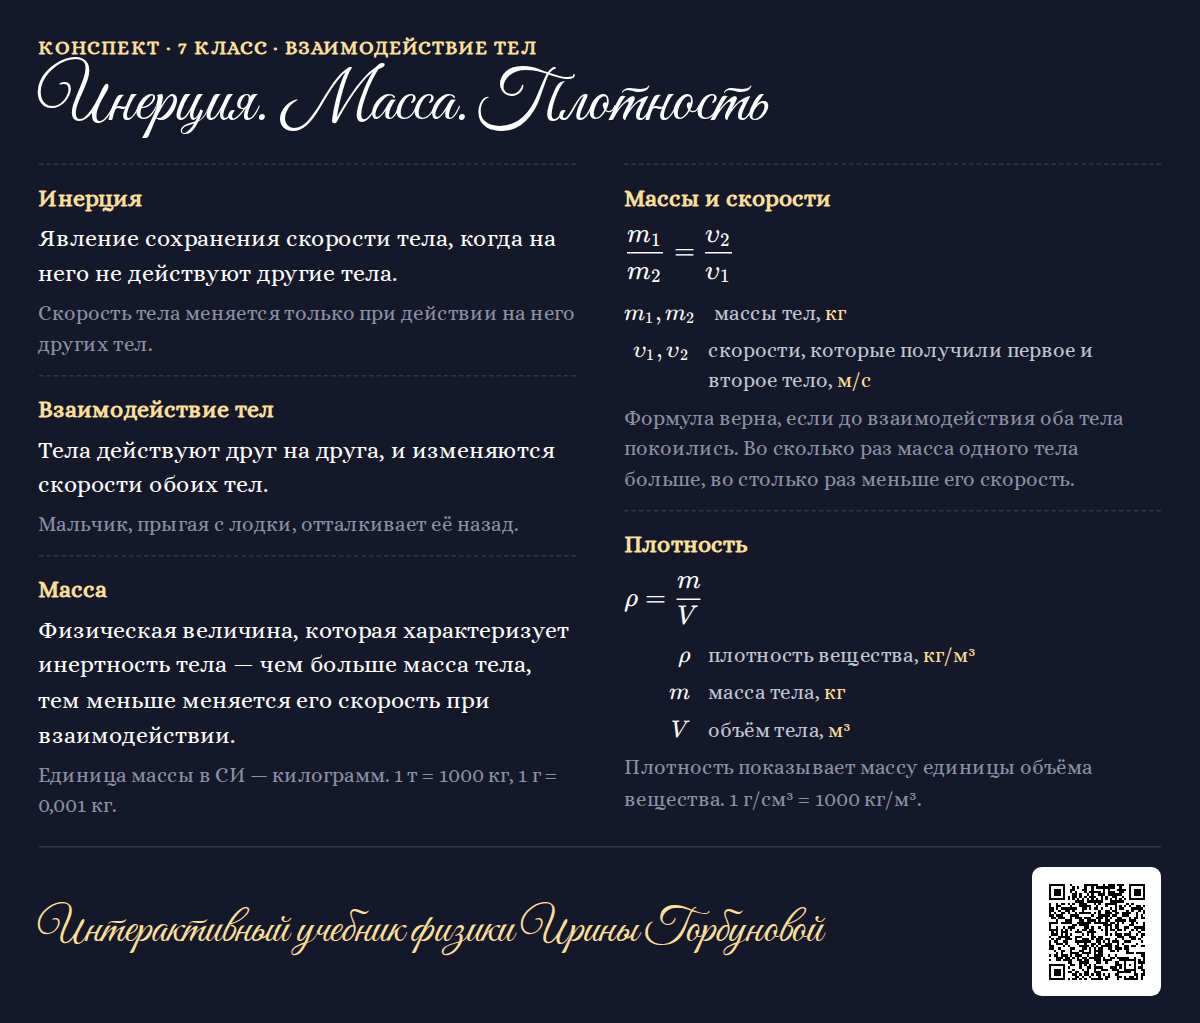 КОНСПЕКТ · 7 КЛАСС · ВЗАИМОДЕЙСТВИЕ ТЕЛ
Инерция. Масса. Плотность
Инерция
Явление сохранения скорости тела, когда на
него не действуют другие тела.
Скорость тела меняется только при действии на него
других тел.
Взаимодействие тел
Тела действуют друг на друга, и изменяются
скорости обоих тел.
Мальчик, прыгая с лодки, отталкивает её назад.
Масса
Физическая величина, которая характеризует
инертность тела — чем больше масса тела,
тем меньше меняется его скорость при
взаимодействии.
Единица массы в СИ — килограмм. 1 т = 1000 кг, 1 г =
0,001 кг.
Массы и скорости
m₁/m₂ = υ₂/υ₁
m₁, m₂ массы тел, кг
υ₁, υ₂ скорости, которые получили первое и
второе тело, м/с
Формула верна, если до взаимодействия оба тела
покоились. Во сколько раз масса одного тела
больше, во столько раз меньше его скорость.
Плотность
ρ = m/V
ρ плотность вещества, кг/м³
m масса тела, кг
V объём тела, м³
Плотность показывает массу единицы объёма
вещества. 1 г/см³ = 1000 кг/м³.
Интерактивный учебник физики Ирины Горбуновой